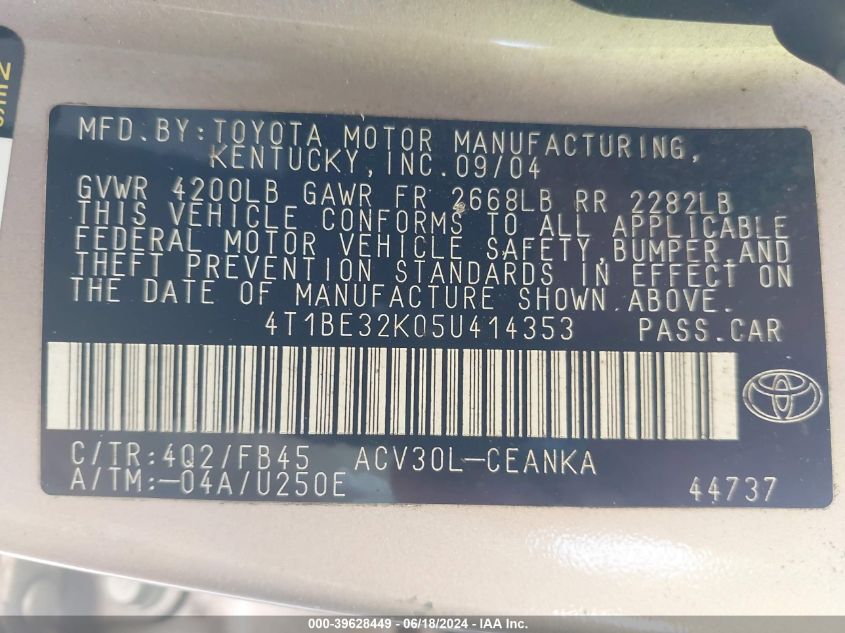 MFD.BY:TOYOTA MOTOR MANUFACTURING,
KENTUCKY,INC.09/04
GVWR 4200LB GAWR FR 2668LB RR 2282LB
THIS VEHICLE CONFORMS TO ALL APPLICABLE
FEDERAL MOTOR VEHICLE SAFETY,BUMPER,AND
THEFT PREVENTION STANDARDS IN EFFECT ON
THE DATE OF MANUFACTURE SHOWN ABOVE.
4T1BE32K05U414353 PASS.CAR
C/TR:4Q2/FB45 ACV30L-CEANKA
A/TM:-04A/U250E 44737
000-39628449 - 06/18/2024 - IAA Inc.